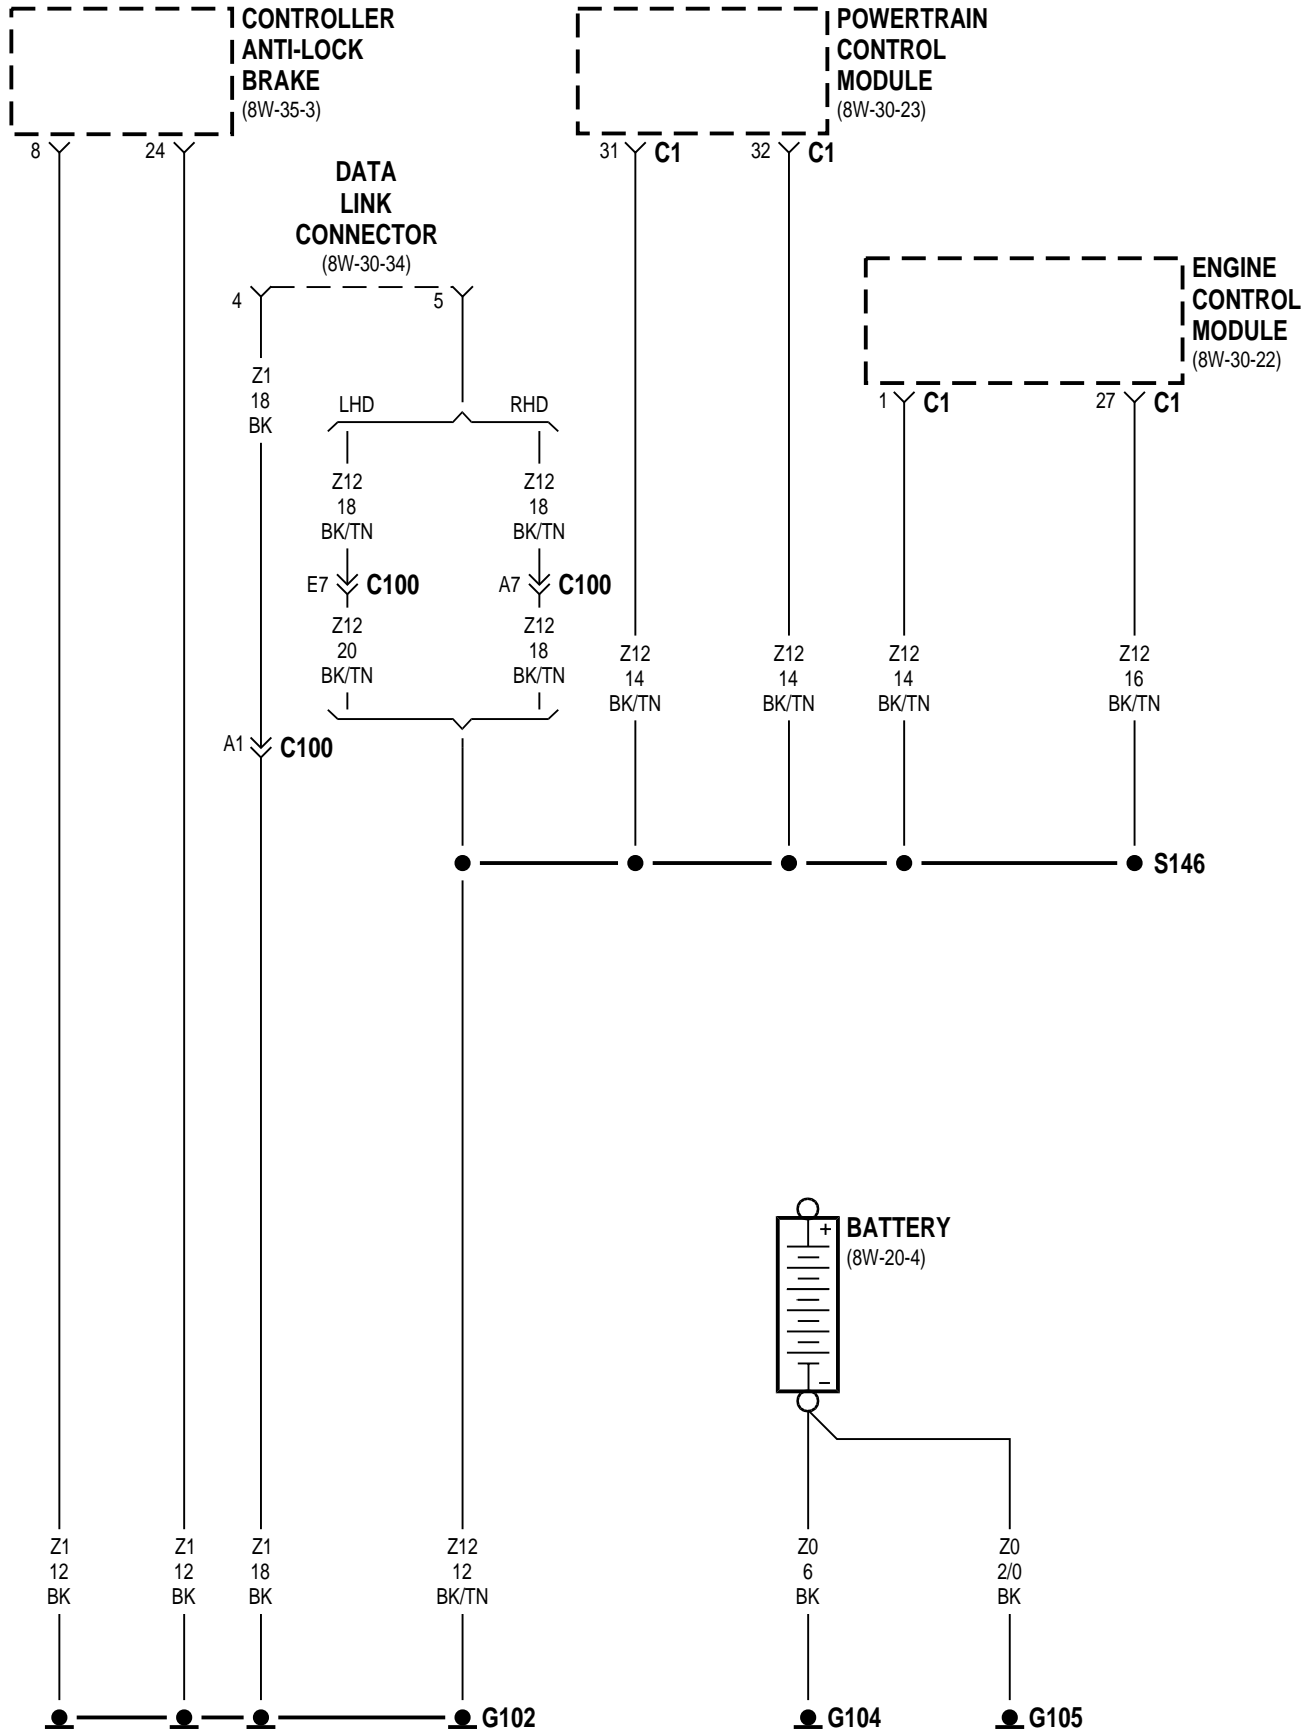 CONTROLLER
ANTI-LOCK
BRAKE
(8W-35-3)
POWERTRAIN
CONTROL
MODULE
(8W-30-23)
8
24
31
C1
32
C1
DATA
LINK
CONNECTOR
(8W-30-34)
4
5
ENGINE
CONTROL
MODULE
(8W-30-22)
1
C1
27
C1
Z1
18
BK
LHD
RHD
Z12
18
BK/TN
Z12
18
BK/TN
E7
C100
A7
C100
Z12
20
BK/TN
Z12
18
BK/TN
Z12
14
BK/TN
Z12
14
BK/TN
Z12
14
BK/TN
Z12
16
BK/TN
A1
C100
S146
+
BATTERY
(8W-20-4)
–
Z1
12
BK
Z1
12
BK
Z1
18
BK
Z12
12
BK/TN
Z0
6
BK
Z0
2/0
BK
G102
G104
G105